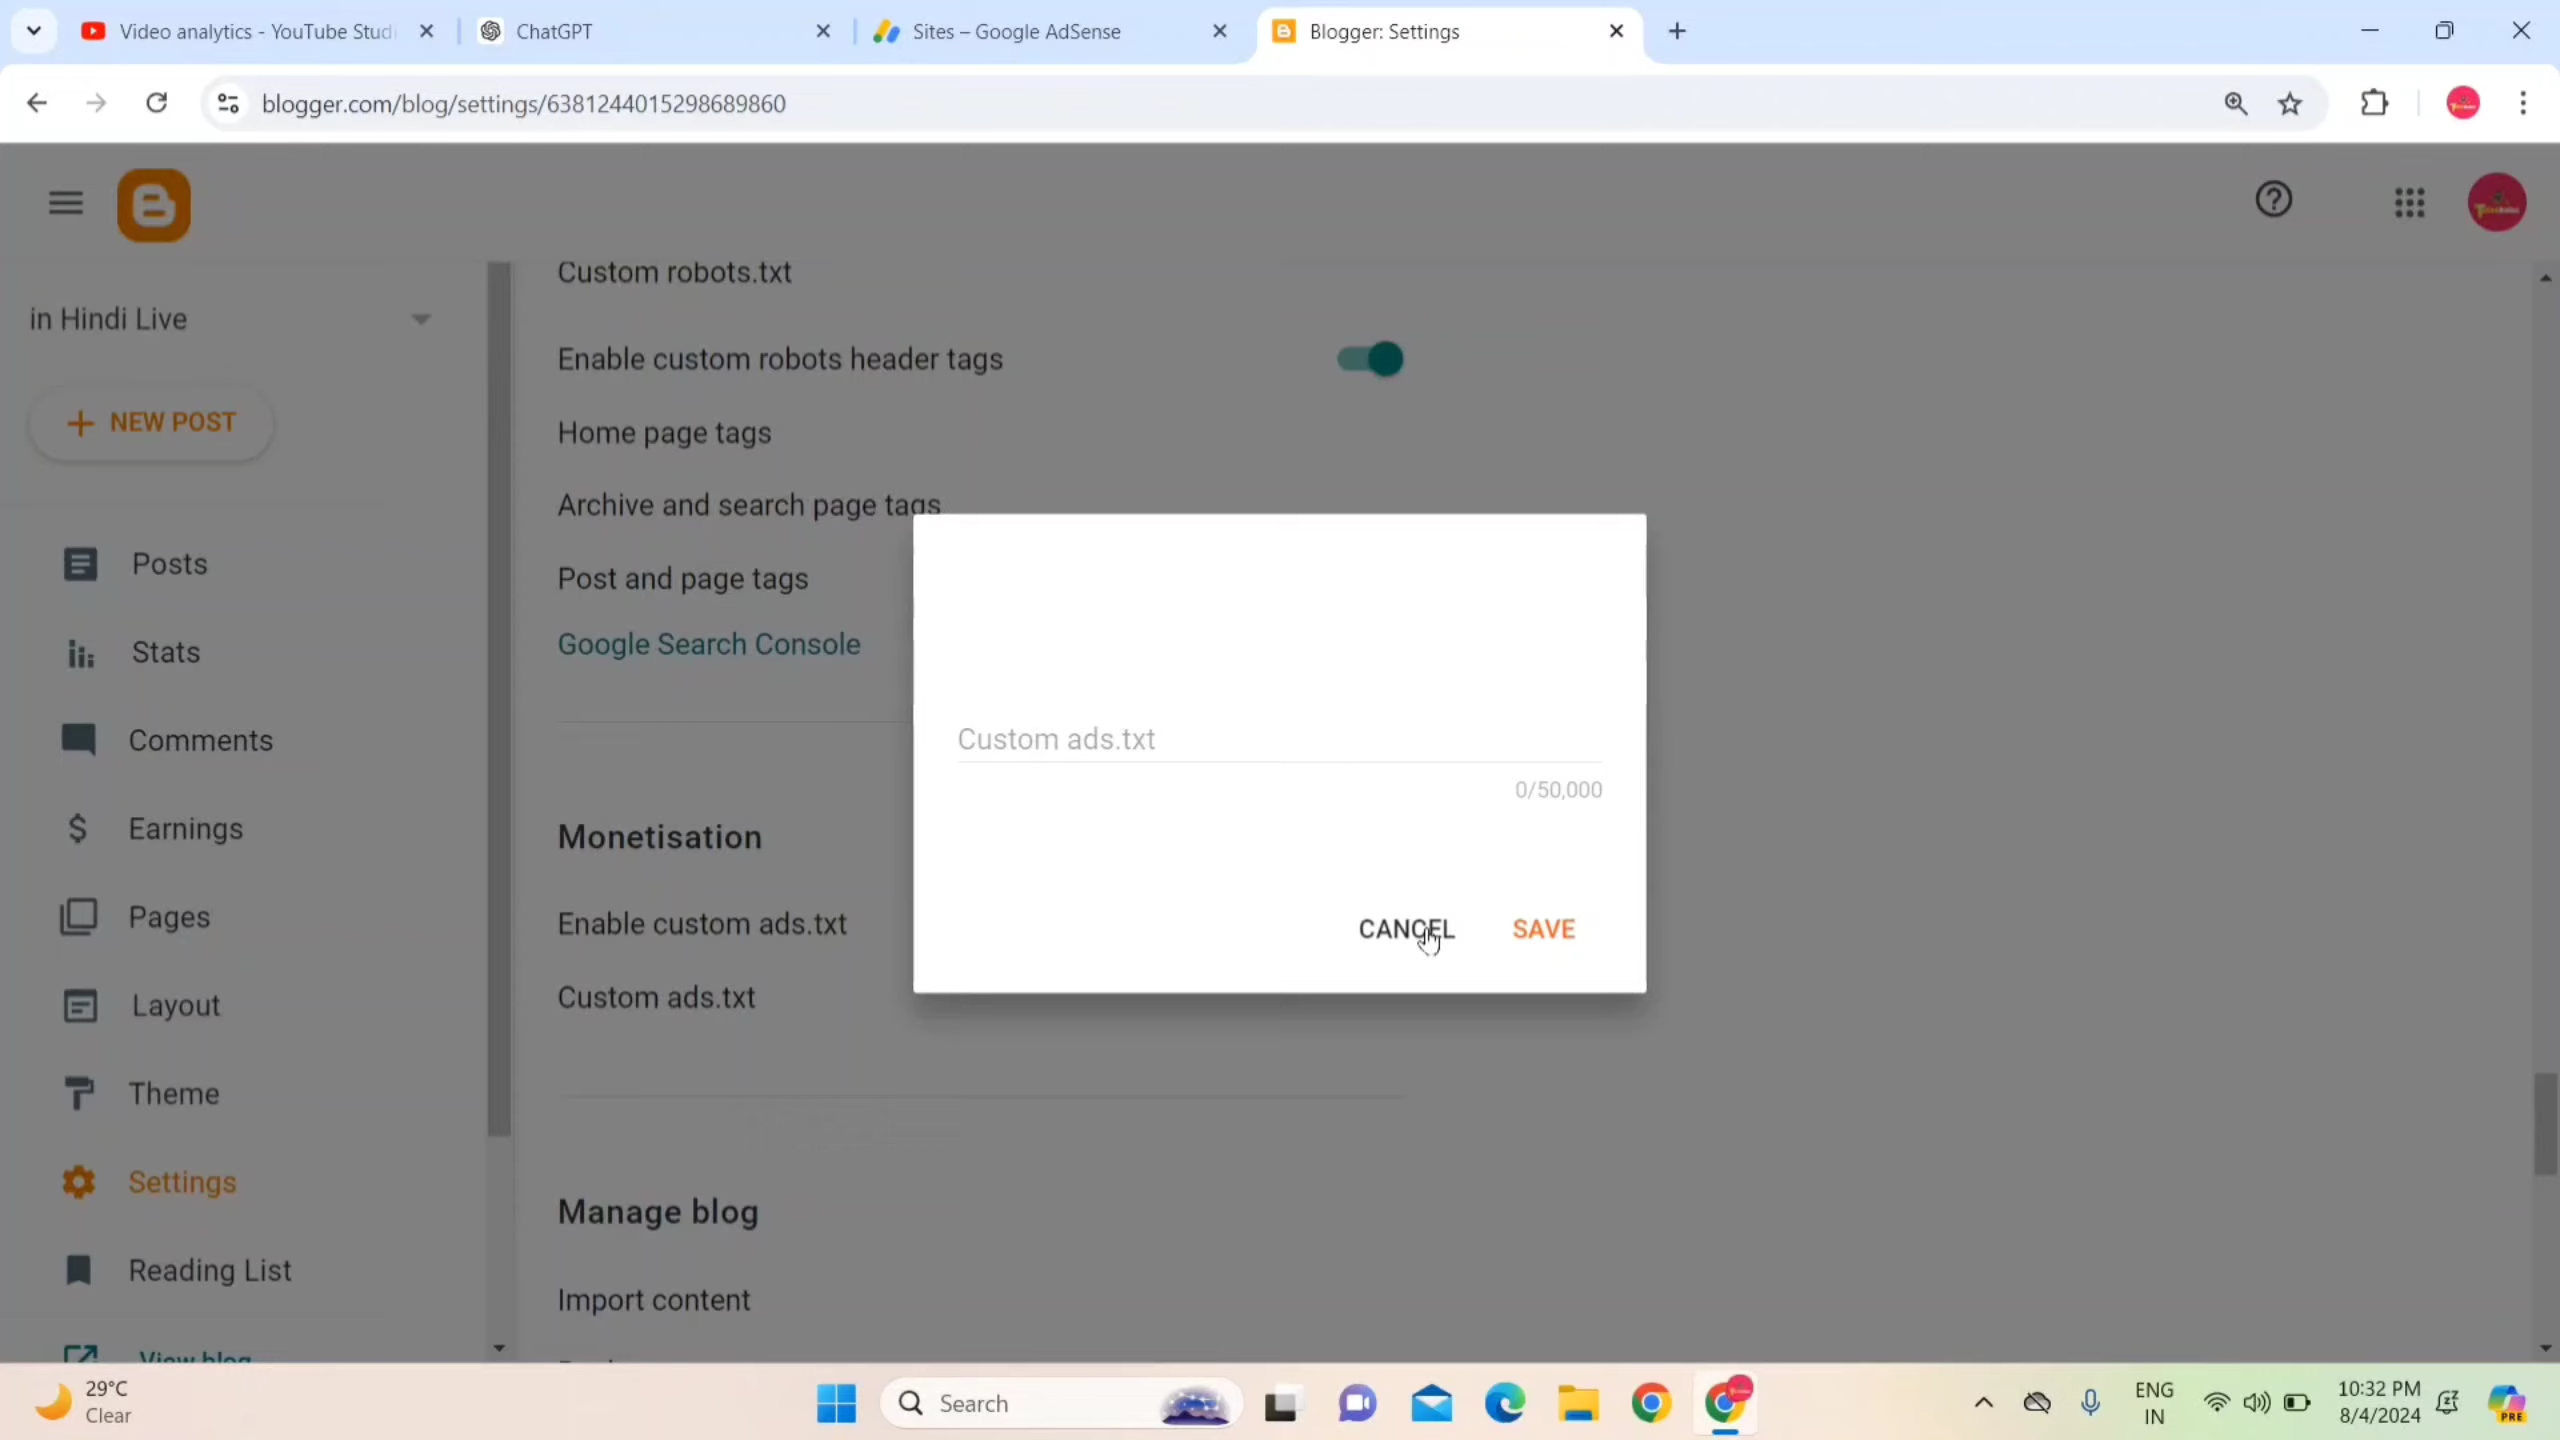 Video analytics - YouTube Studi
ChatGPT
Sites – Google AdSense
Blogger: Settings
blogger.com/blog/settings/6381244015298689860
in Hindi Live
NEW POST
Posts
Stats
Comments
Earnings
Pages
Layout
Theme
Settings
Reading List
View blog
Custom robots.txt
Enable custom robots header tags
Home page tags
Archive and search page tags
Post and page tags
Google Search Console
Monetisation
Enable custom ads.txt
Custom ads.txt
Manage blog
Import content
Custom ads.txt
0/50,000
CANCEL
SAVE
29°C
Clear
Search
ENG
IN
10:32 PM
8/4/2024
PRE